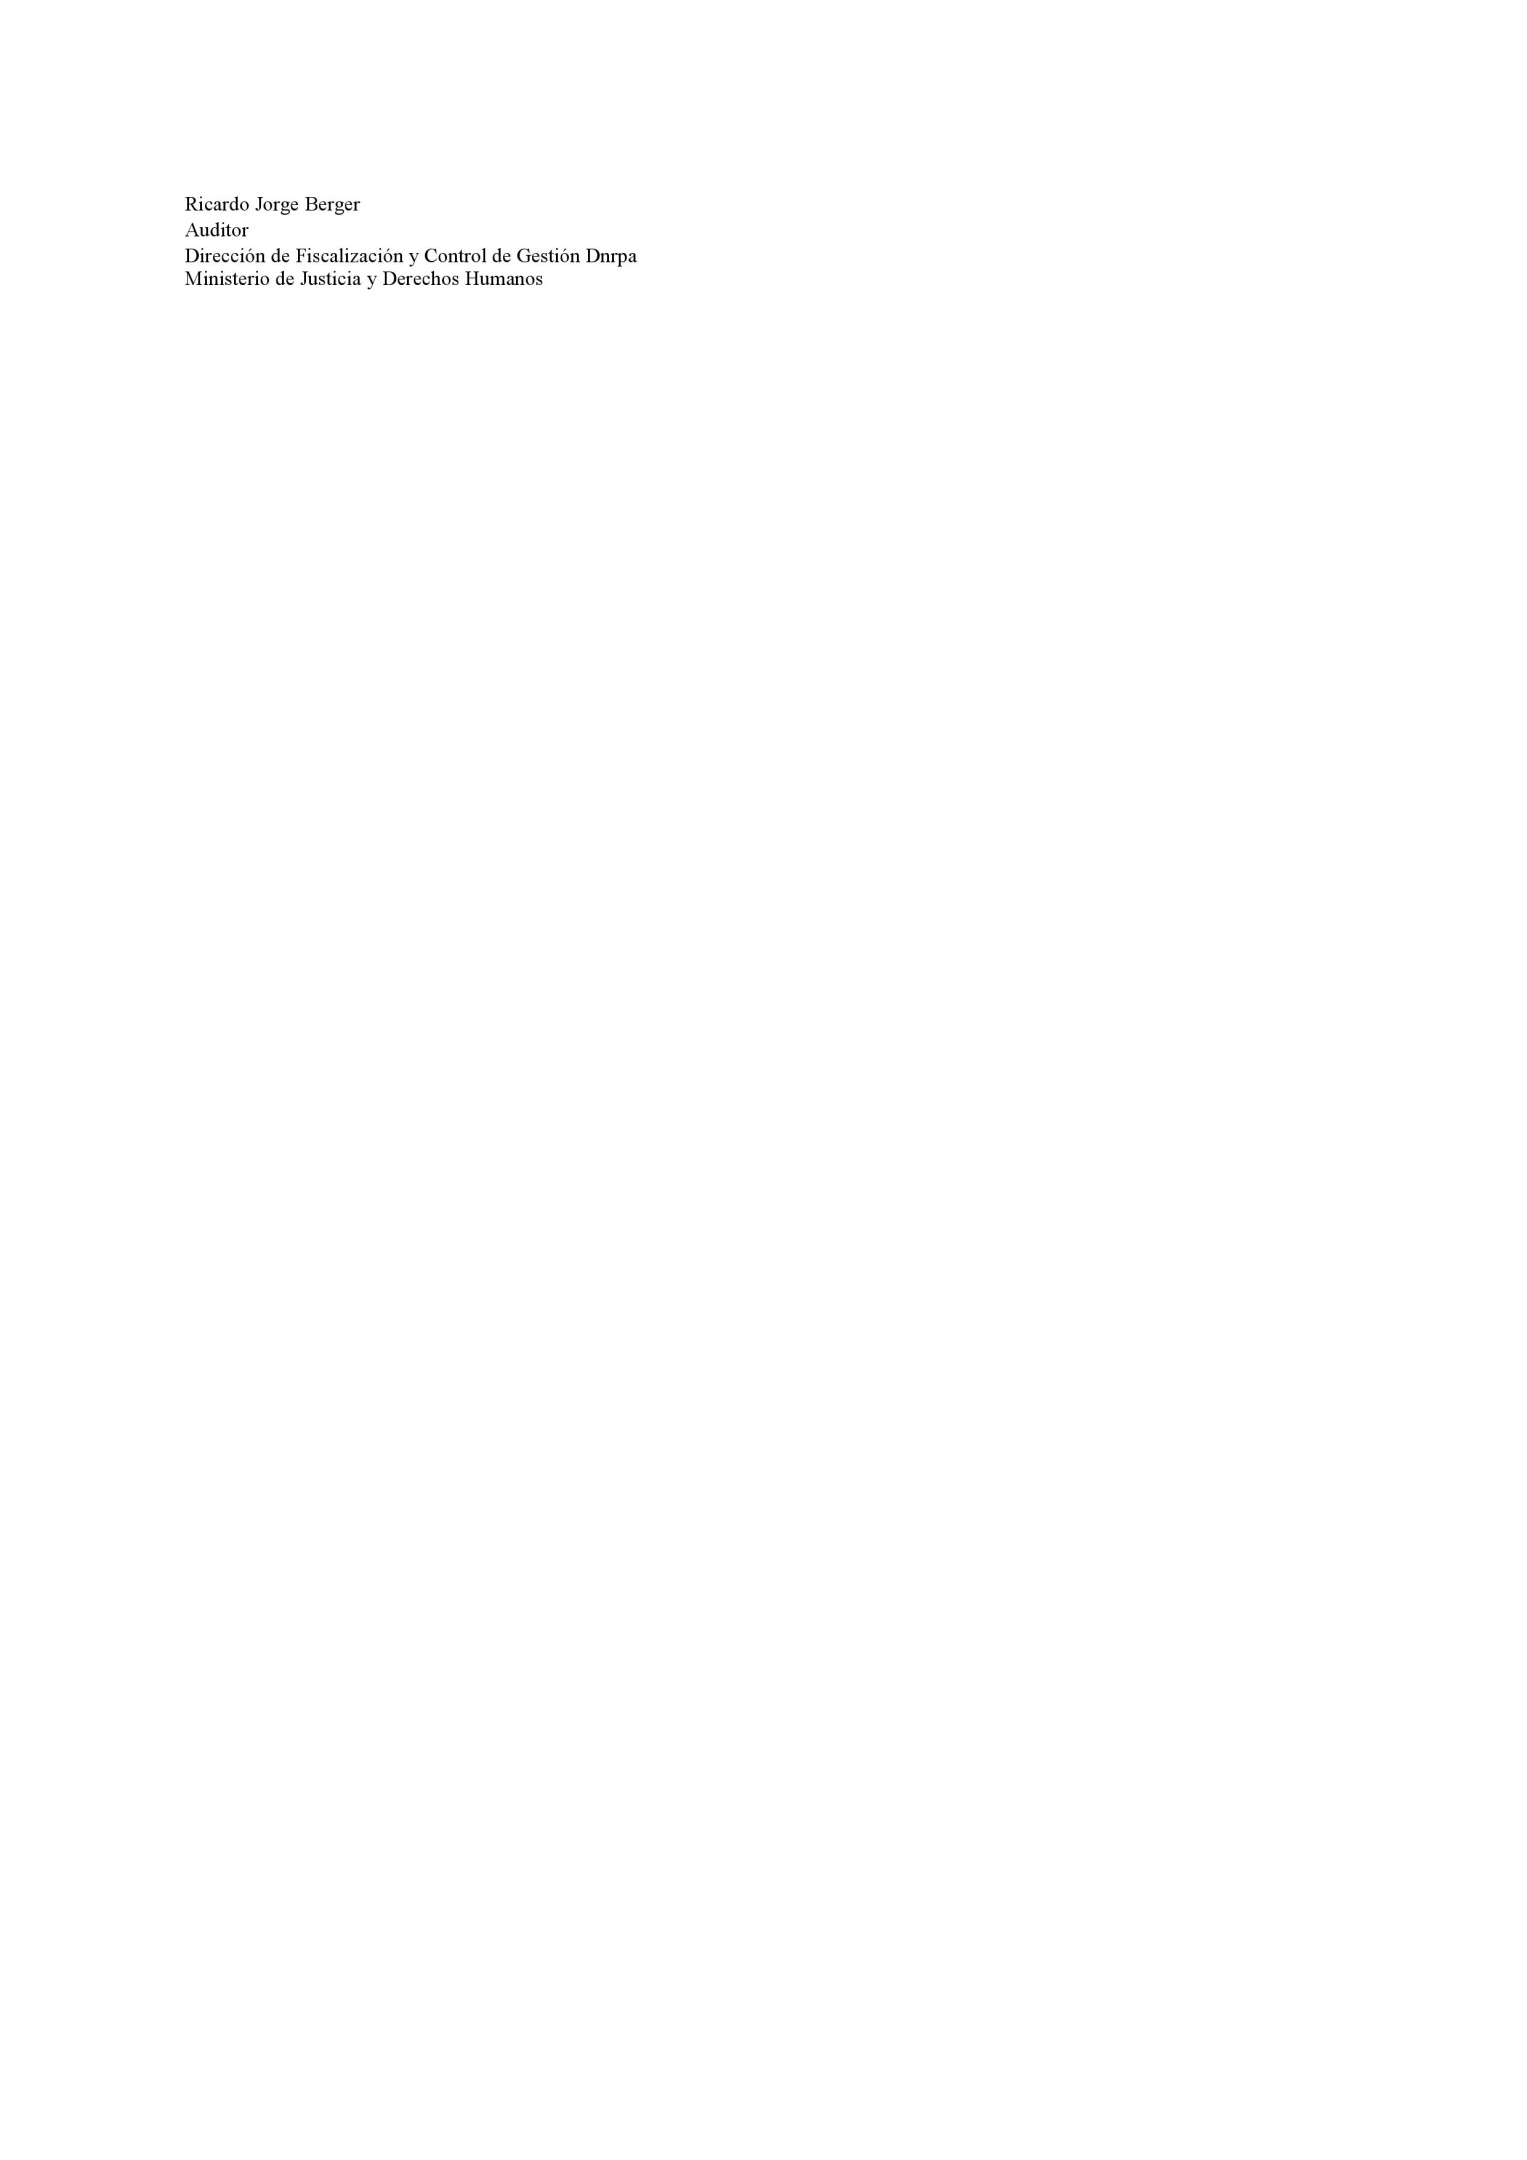 Ricardo Jorge Berger
Auditor
Dirección de Fiscalización y Control de Gestión Dnrpa
Ministerio de Justicia y Derechos Humanos